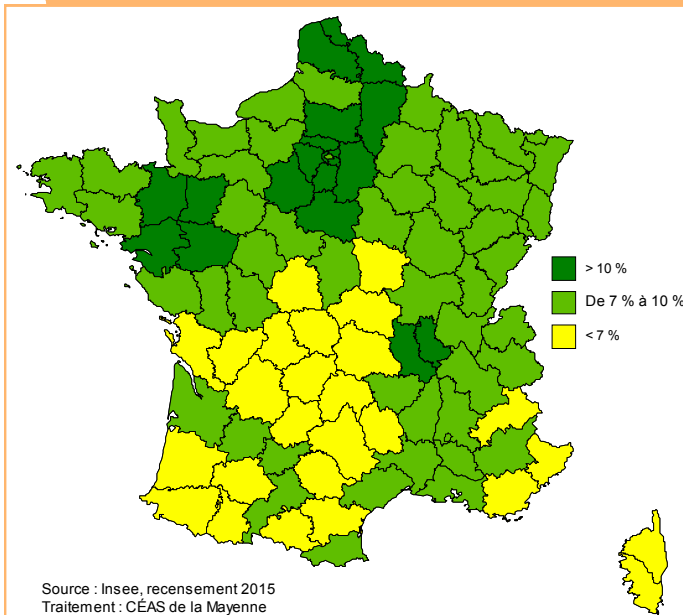 > 10 %
De 7 % à 10 %
< 7 %
Source : Insee, recensement 2015
Traitement : CÉAS de la Mayenne